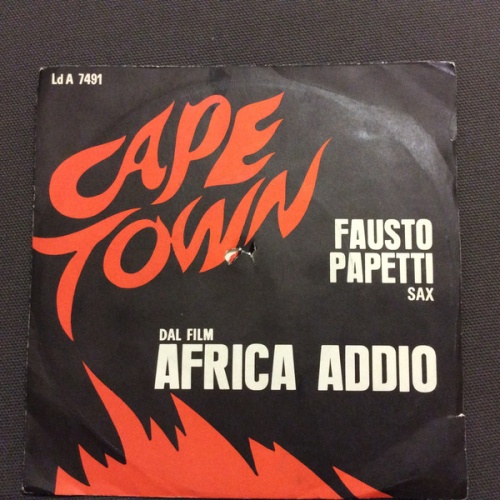 Ld A 7491
CAPE
TOWN
FAUSTO
PAPETTI
SAX
DAL FILM
AFRICA ADDIO